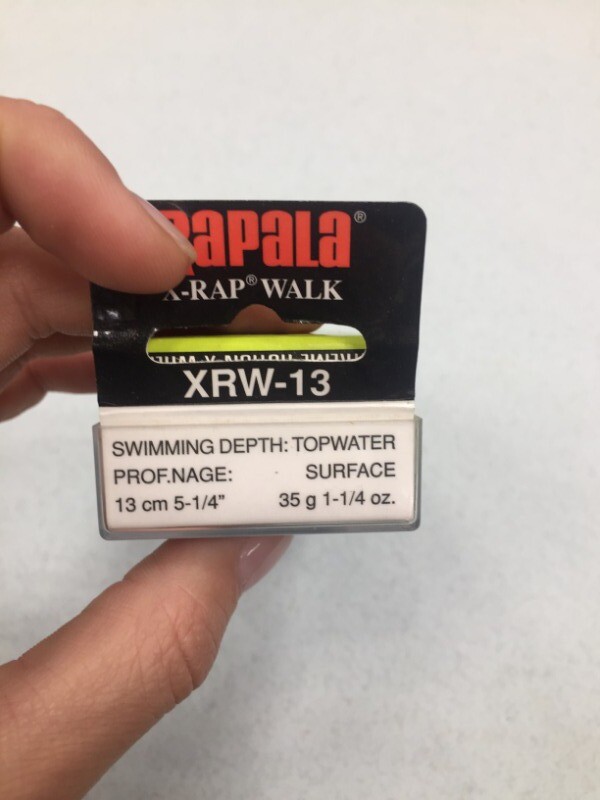 RAPALA®
X-RAP® WALK
XRW-13
SWIMMING DEPTH: TOPWATER
PROF.NAGE: SURFACE
13 cm 5-1/4" 35 g 1-1/4 oz.